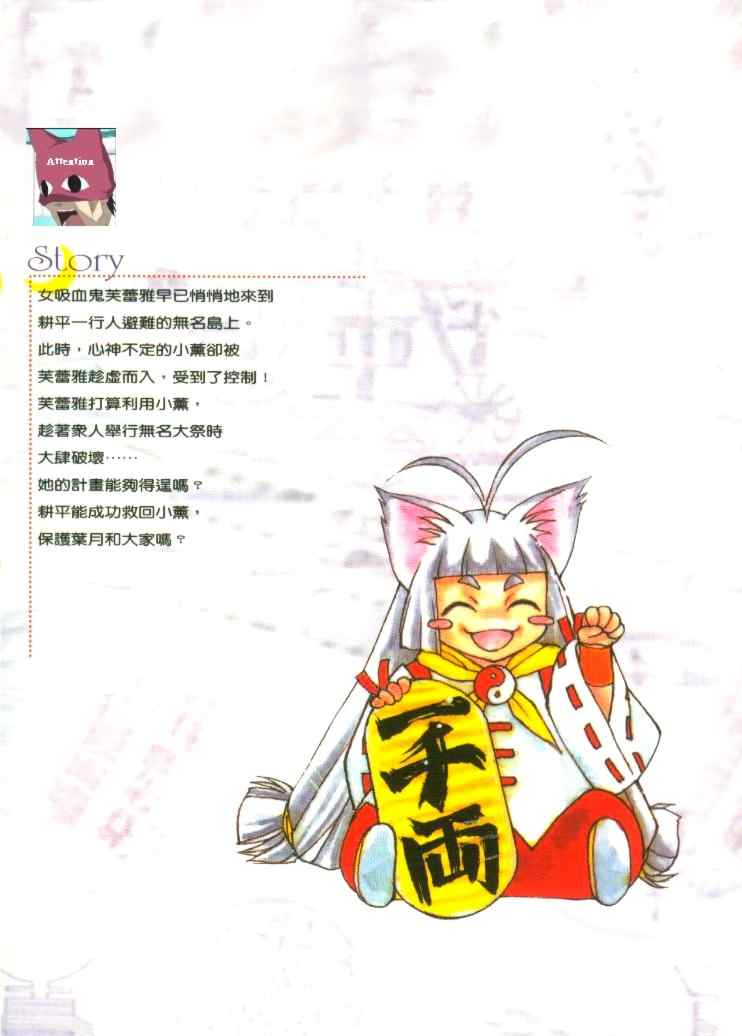 Attention
Story
女吸血鬼芙蕾雅早已悄悄地來到
耕平一行人避難的無名島上。
此時，心神不定的小薰卻被
芙蕾雅趁虛而入，受到了控制！
芙蕾雅打算利用小薰，
趁著眾人舉行無名大祭時
大肆破壞……
她的計畫能夠得逞嗎？
耕平能成功救回小薰，
保護葉月和大家嗎？
一千両